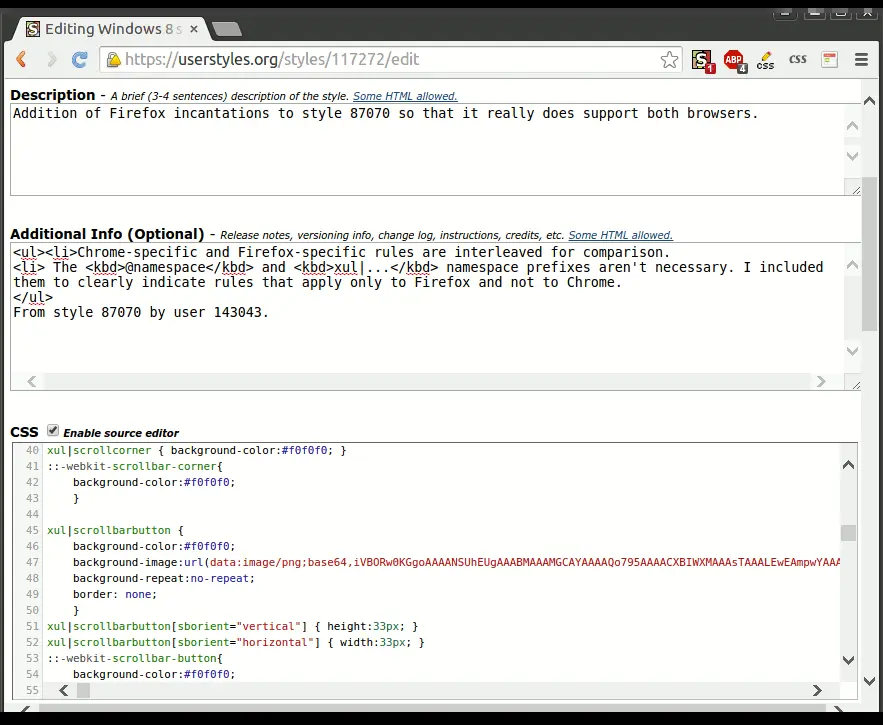 Editing Windows 8 s
https://userstyles.org/styles/117272/edit
1
ABP
4
CSS
CSS
Description - A brief (3-4 sentences) description of the style. Some HTML allowed.
Addition of Firefox incantations to style 87070 so that it really does support both browsers.
Additional Info (Optional) - Release notes, versioning info, change log, instructions, credits, etc. Some HTML allowed.
<ul><li>Chrome-specific and Firefox-specific rules are interleaved for comparison.
<li> The <kbd>@namespace</kbd> and <kbd>xul|...</kbd> namespace prefixes aren't necessary. I included
them to clearly indicate rules that apply only to Firefox and not to Chrome.
</ul>
From style 87070 by user 143043.
CSS Enable source editor
40 xul|scrollcorner { background-color:#f0f0f0; }
41 ::-webkit-scrollbar-corner{
42 background-color:#f0f0f0;
43 }
44
45 xul|scrollbarbutton {
46 background-color:#f0f0f0;
47 background-image:url(data:image/png;base64,iVBORw0KGgoAAAANSUhEUgAAABMAAAMGCAYAAAAQo795AAAACXBIWXMAAAsTAAALEwEAmpwYAAA
48 background-repeat:no-repeat;
49 border: none;
50 }
51 xul|scrollbarbutton[sborient="vertical"] { height:33px; }
52 xul|scrollbarbutton[sborient="horizontal"] { width:33px; }
53 ::-webkit-scrollbar-button{
54 background-color:#f0f0f0;
55